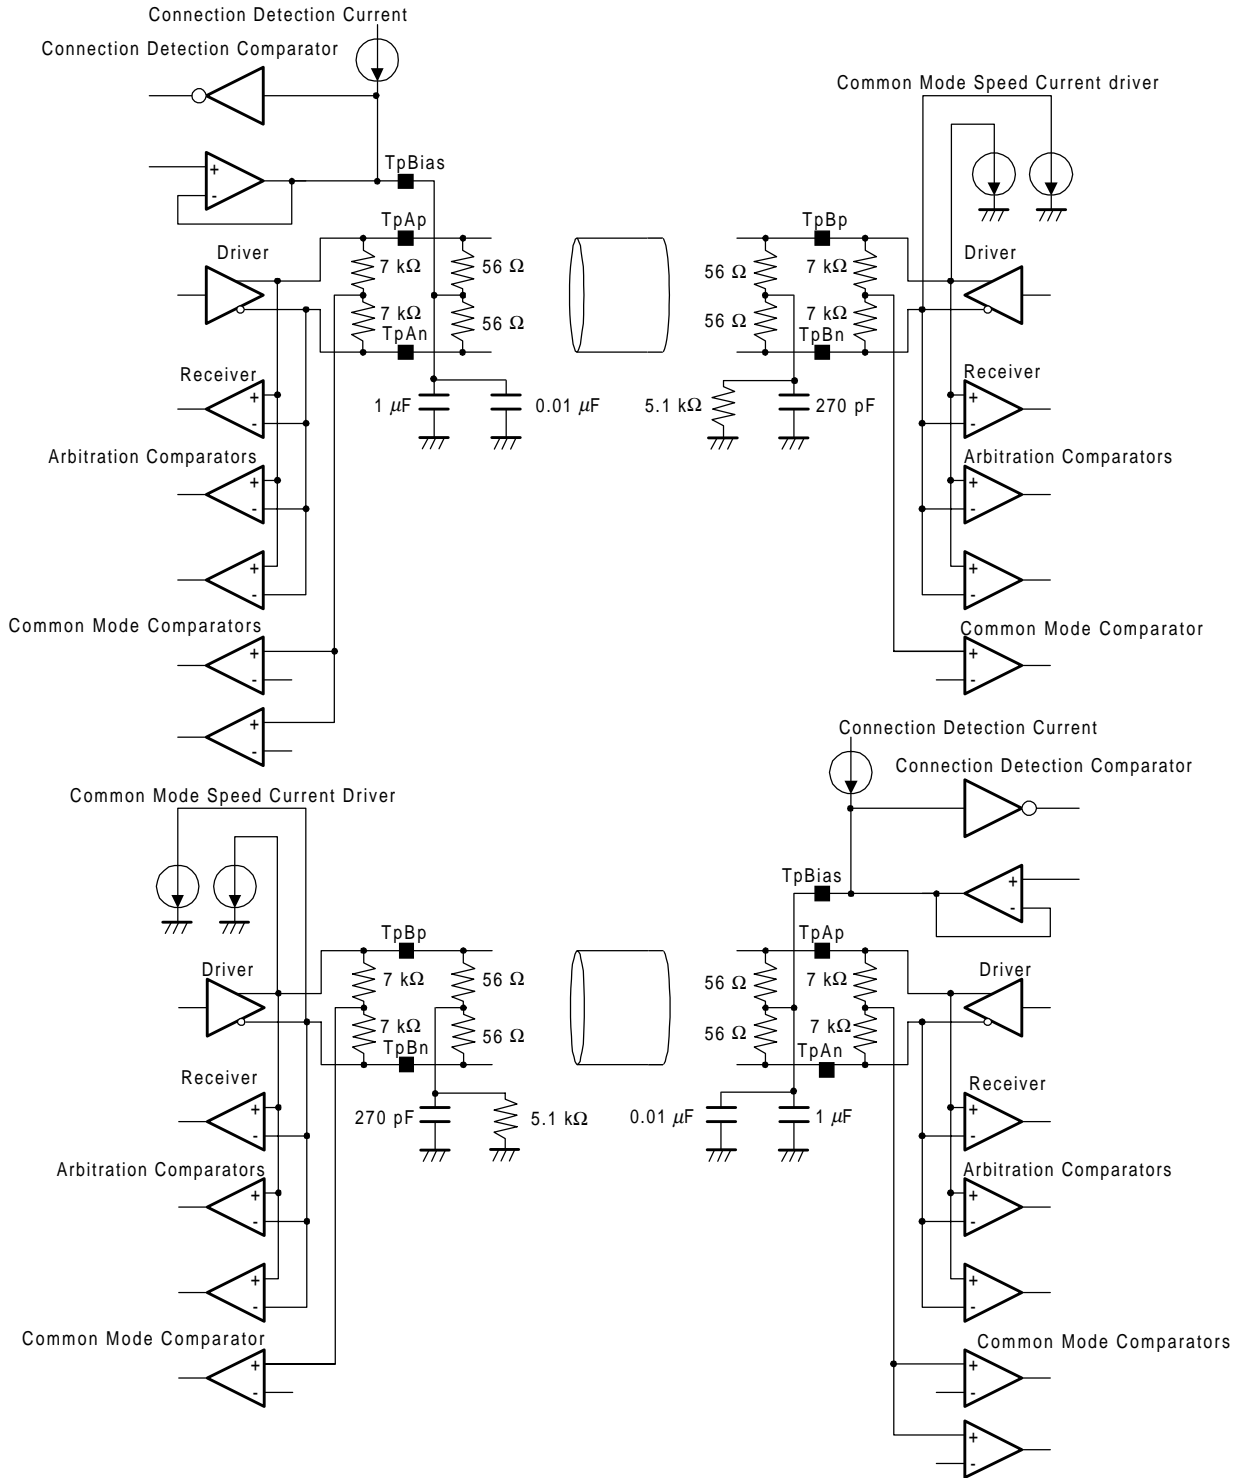 Connection Detection Current
Connection Detection Comparator
Common Mode Speed Current driver
+
-
TpBias
TpAp
TpBp
Driver
Driver
7 kΩ
56 Ω
56 Ω
7 kΩ
7 kΩ
56 Ω
56 Ω
7 kΩ
TpAn
TpBn
Receiver
Receiver
+
-
1 µF
0.01 µF
5.1 kΩ
270 pF
+
-
Arbitration Comparators
Arbitration Comparators
+
-
+
-
+
-
+
-
Common Mode Comparators
Common Mode Comparator
+
-
+
-
+
-
Connection Detection Current
Connection Detection Comparator
Common Mode Speed Current Driver
TpBias
+
-
TpBp
TpAp
Driver
Driver
7 kΩ
56 Ω
56 Ω
7 kΩ
7 kΩ
56 Ω
56 Ω
7 kΩ
TpBn
TpAn
Receiver
Receiver
+
-
270 pF
5.1 kΩ
0.01 µF
1 µF
+
-
Arbitration Comparators
Arbitration Comparators
+
-
+
-
+
-
+
-
Common Mode Comparator
Common Mode Comparators
+
-
+
-
+
-